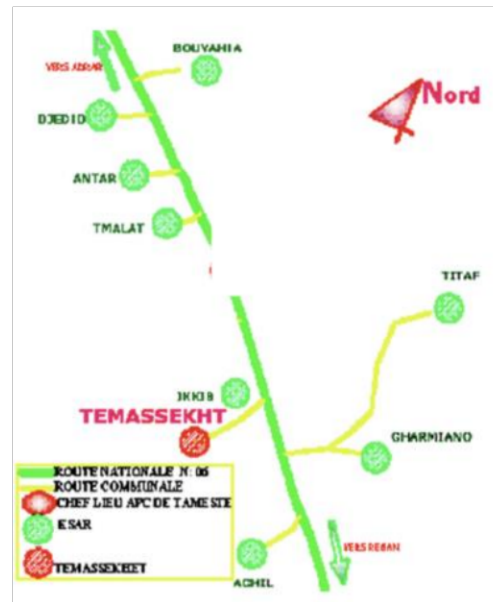 BOUYAHIA
VERS ADRAR
Nord
DJEDID
ANTAR
TMALAT
TITAF
IKKIS
TEMASSEKHT
GHARMIANO
ROUTE NATIONALE N: 06
ROUTE COMMUNALE
CHEF LIEU APC DE TAMESTE
KSAR
TEMASSEKHET
VERS REGAN
ADHIL